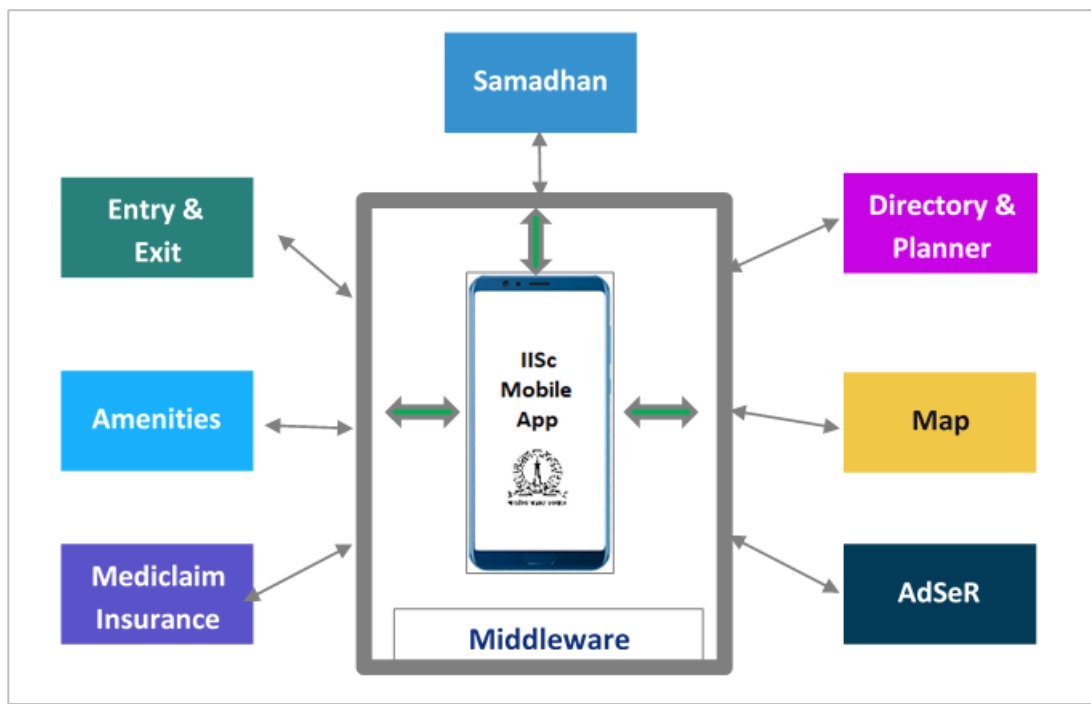 Samadhan
Entry &
Exit
Directory &
Planner
IISc
Mobile
App
Amenities
Map
Mediclaim
Insurance
AdSeR
Middleware